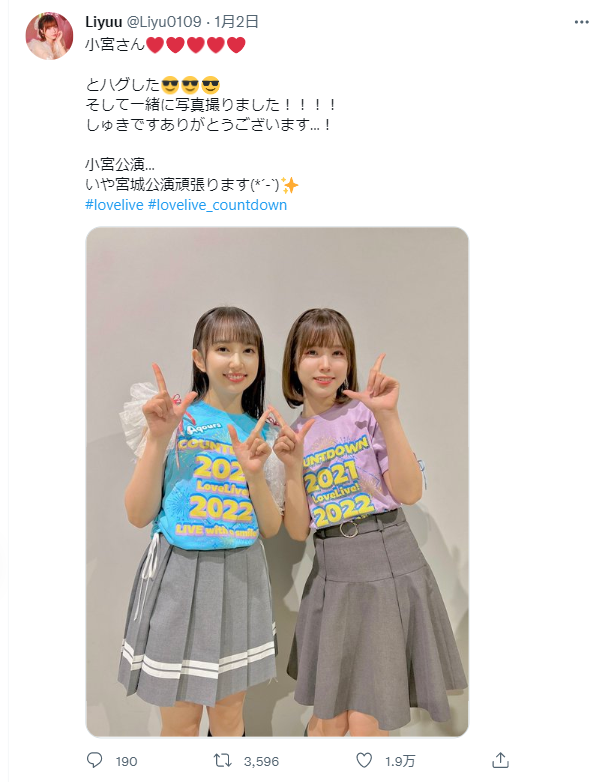 Liyuu @Liyu0109 · 1月2日
小宮さん❤❤❤❤❤
とハグした😎😎😎
そして一緒に写真撮りました！！！！
しゅきですありがとうございます...！
小宮公演...
いや宮城公演頑張ります(*´-`)✨
#lovelive #lovelive_countdown
Aqours
COUNTDOWN
2021
LoveLive!
2022
LIVE with a smile!
COUNTDOWN
2021
LoveLive!
2022
190
3,596
1.9万